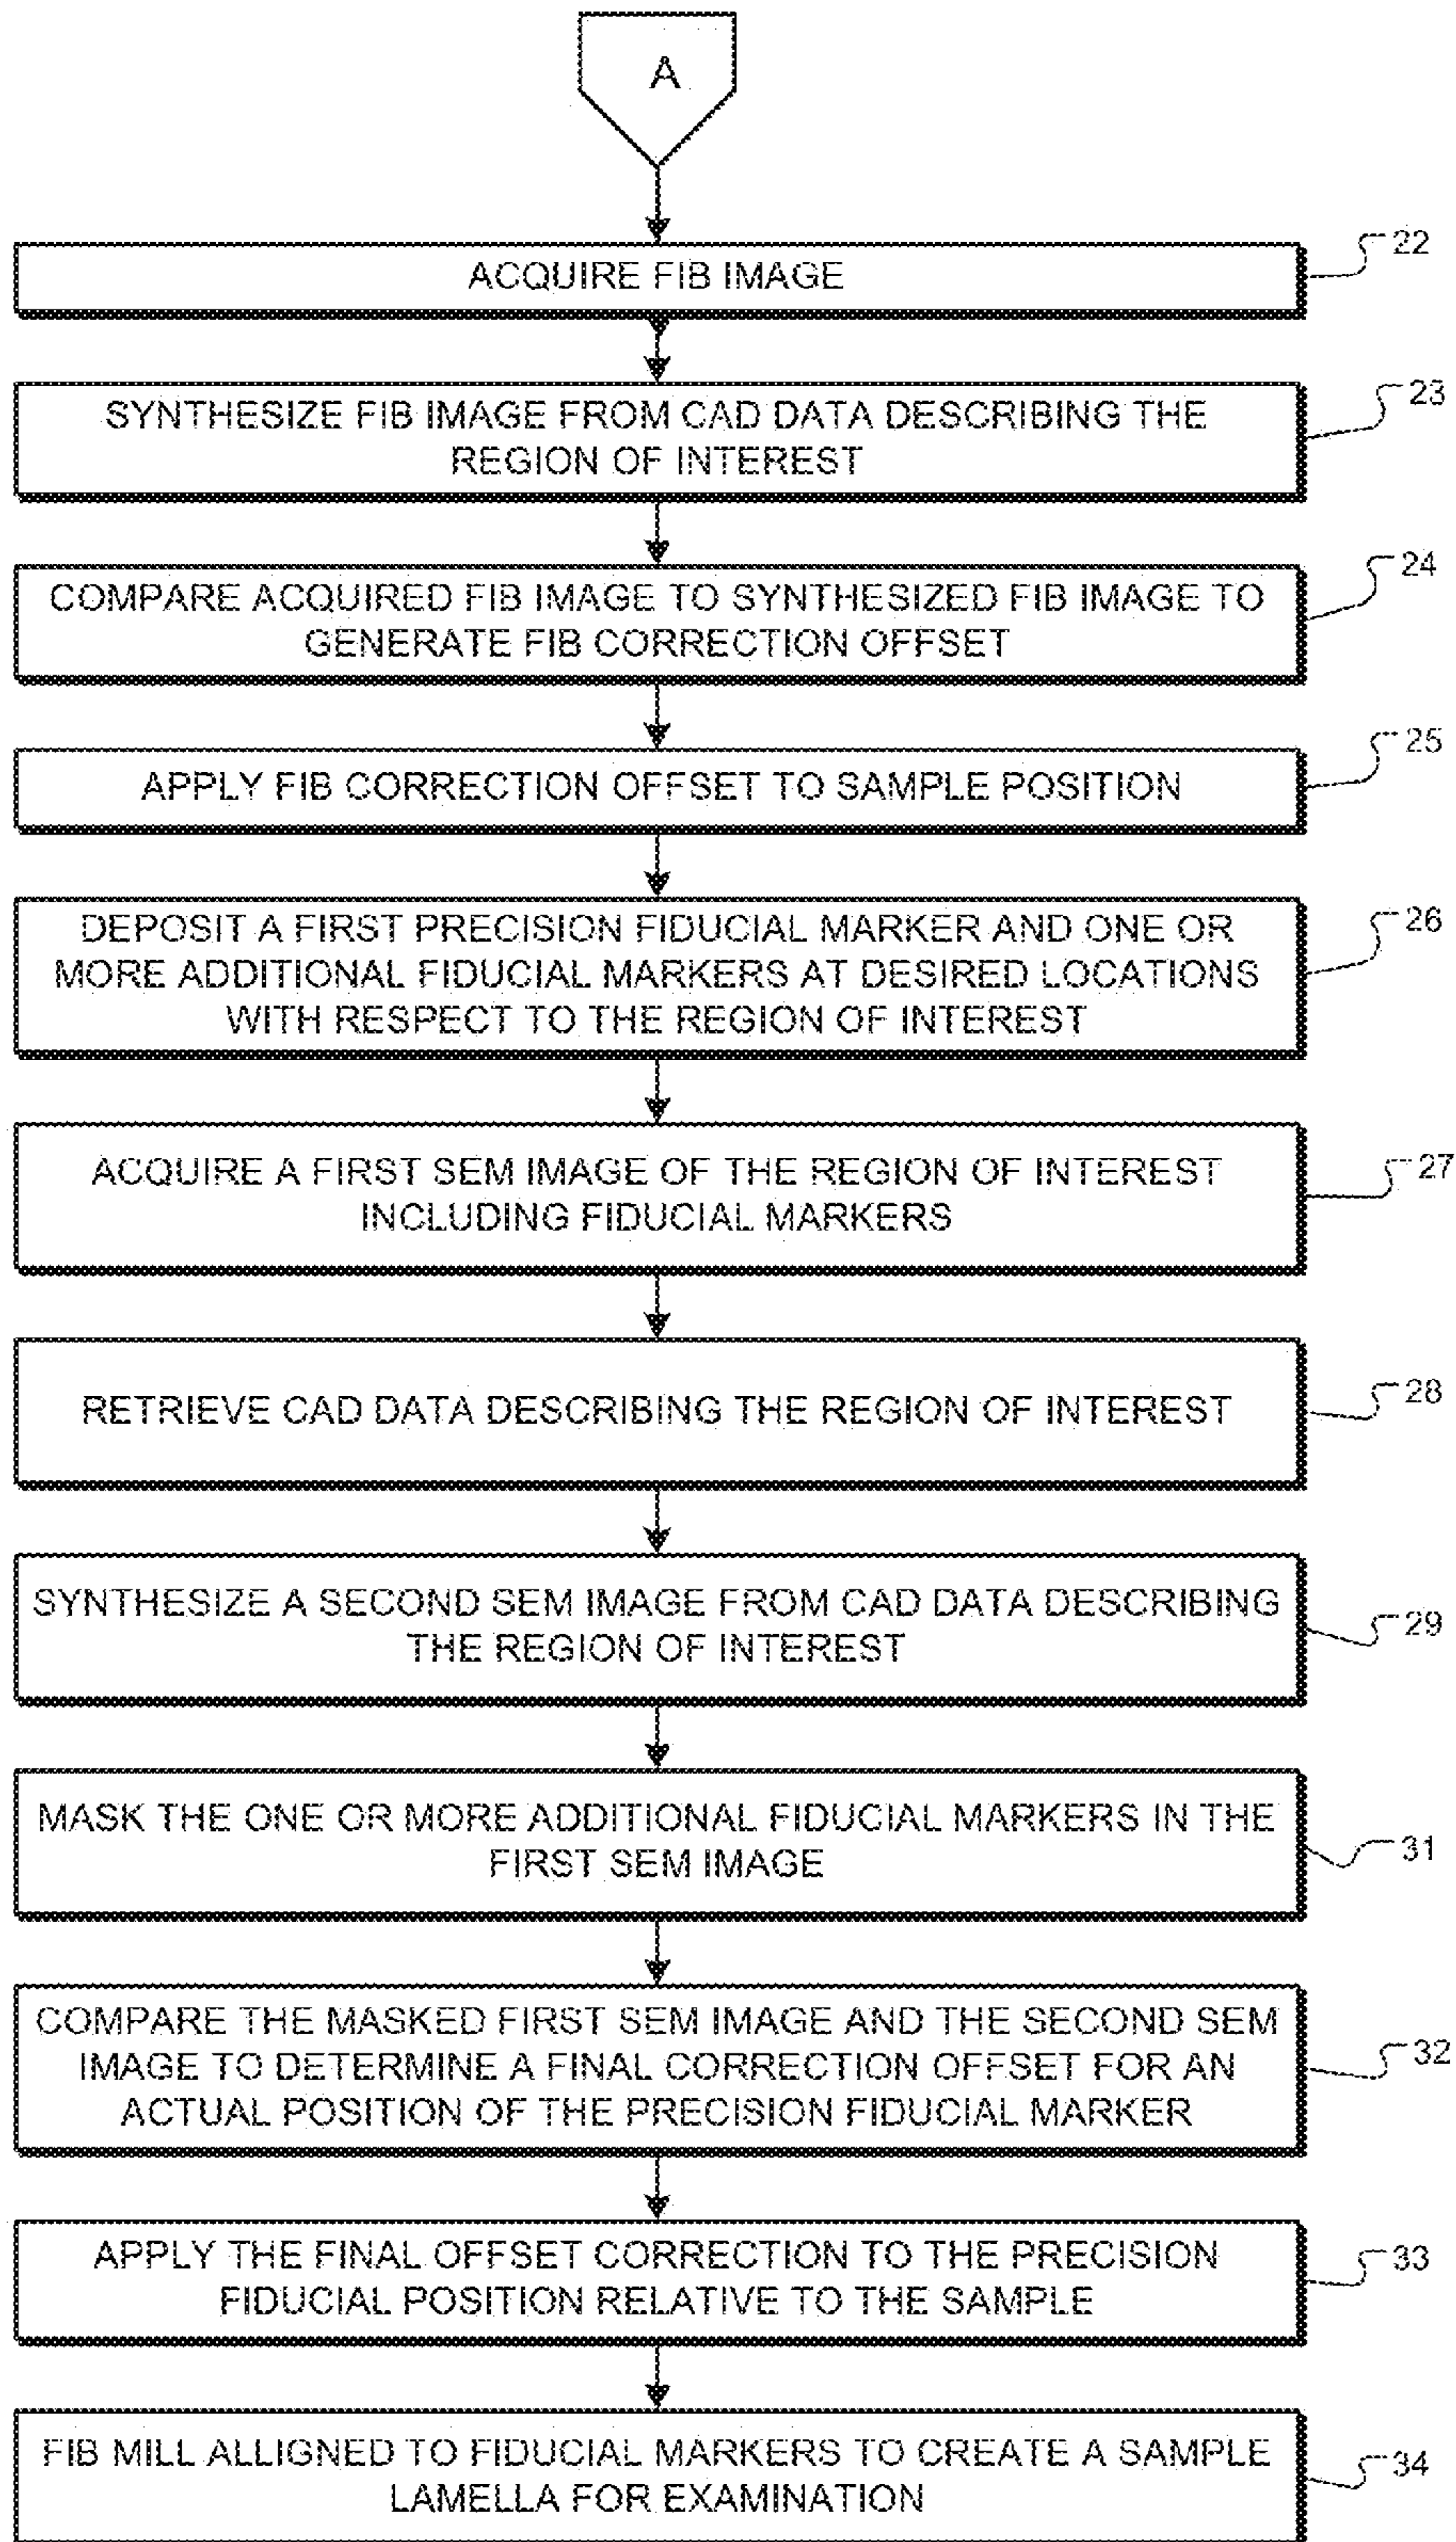 A
ACQUIRE FIB IMAGE
22
SYNTHESIZE FIB IMAGE FROM CAD DATA DESCRIBING THE
REGION OF INTEREST
23
COMPARE ACQUIRED FIB IMAGE TO SYNTHESIZED FIB IMAGE TO
GENERATE FIB CORRECTION OFFSET
24
APPLY FIB CORRECTION OFFSET TO SAMPLE POSITION
25
DEPOSIT A FIRST PRECISION FIDUCIAL MARKER AND ONE OR
MORE ADDITIONAL FIDUCIAL MARKERS AT DESIRED LOCATIONS
WITH RESPECT TO THE REGION OF INTEREST
26
ACQUIRE A FIRST SEM IMAGE OF THE REGION OF INTEREST
INCLUDING FIDUCIAL MARKERS
27
RETRIEVE CAD DATA DESCRIBING THE REGION OF INTEREST
28
SYNTHESIZE A SECOND SEM IMAGE FROM CAD DATA DESCRIBING
THE REGION OF INTEREST
29
MASK THE ONE OR MORE ADDITIONAL FIDUCIAL MARKERS IN THE
FIRST SEM IMAGE
31
COMPARE THE MASKED FIRST SEM IMAGE AND THE SECOND SEM
IMAGE TO DETERMINE A FINAL CORRECTION OFFSET FOR AN
ACTUAL POSITION OF THE PRECISION FIDUCIAL MARKER
32
APPLY THE FINAL OFFSET CORRECTION TO THE PRECISION
FIDUCIAL POSITION RELATIVE TO THE SAMPLE
33
FIB MILL ALLIGNED TO FIDUCIAL MARKERS TO CREATE A SAMPLE
LAMELLA FOR EXAMINATION
34